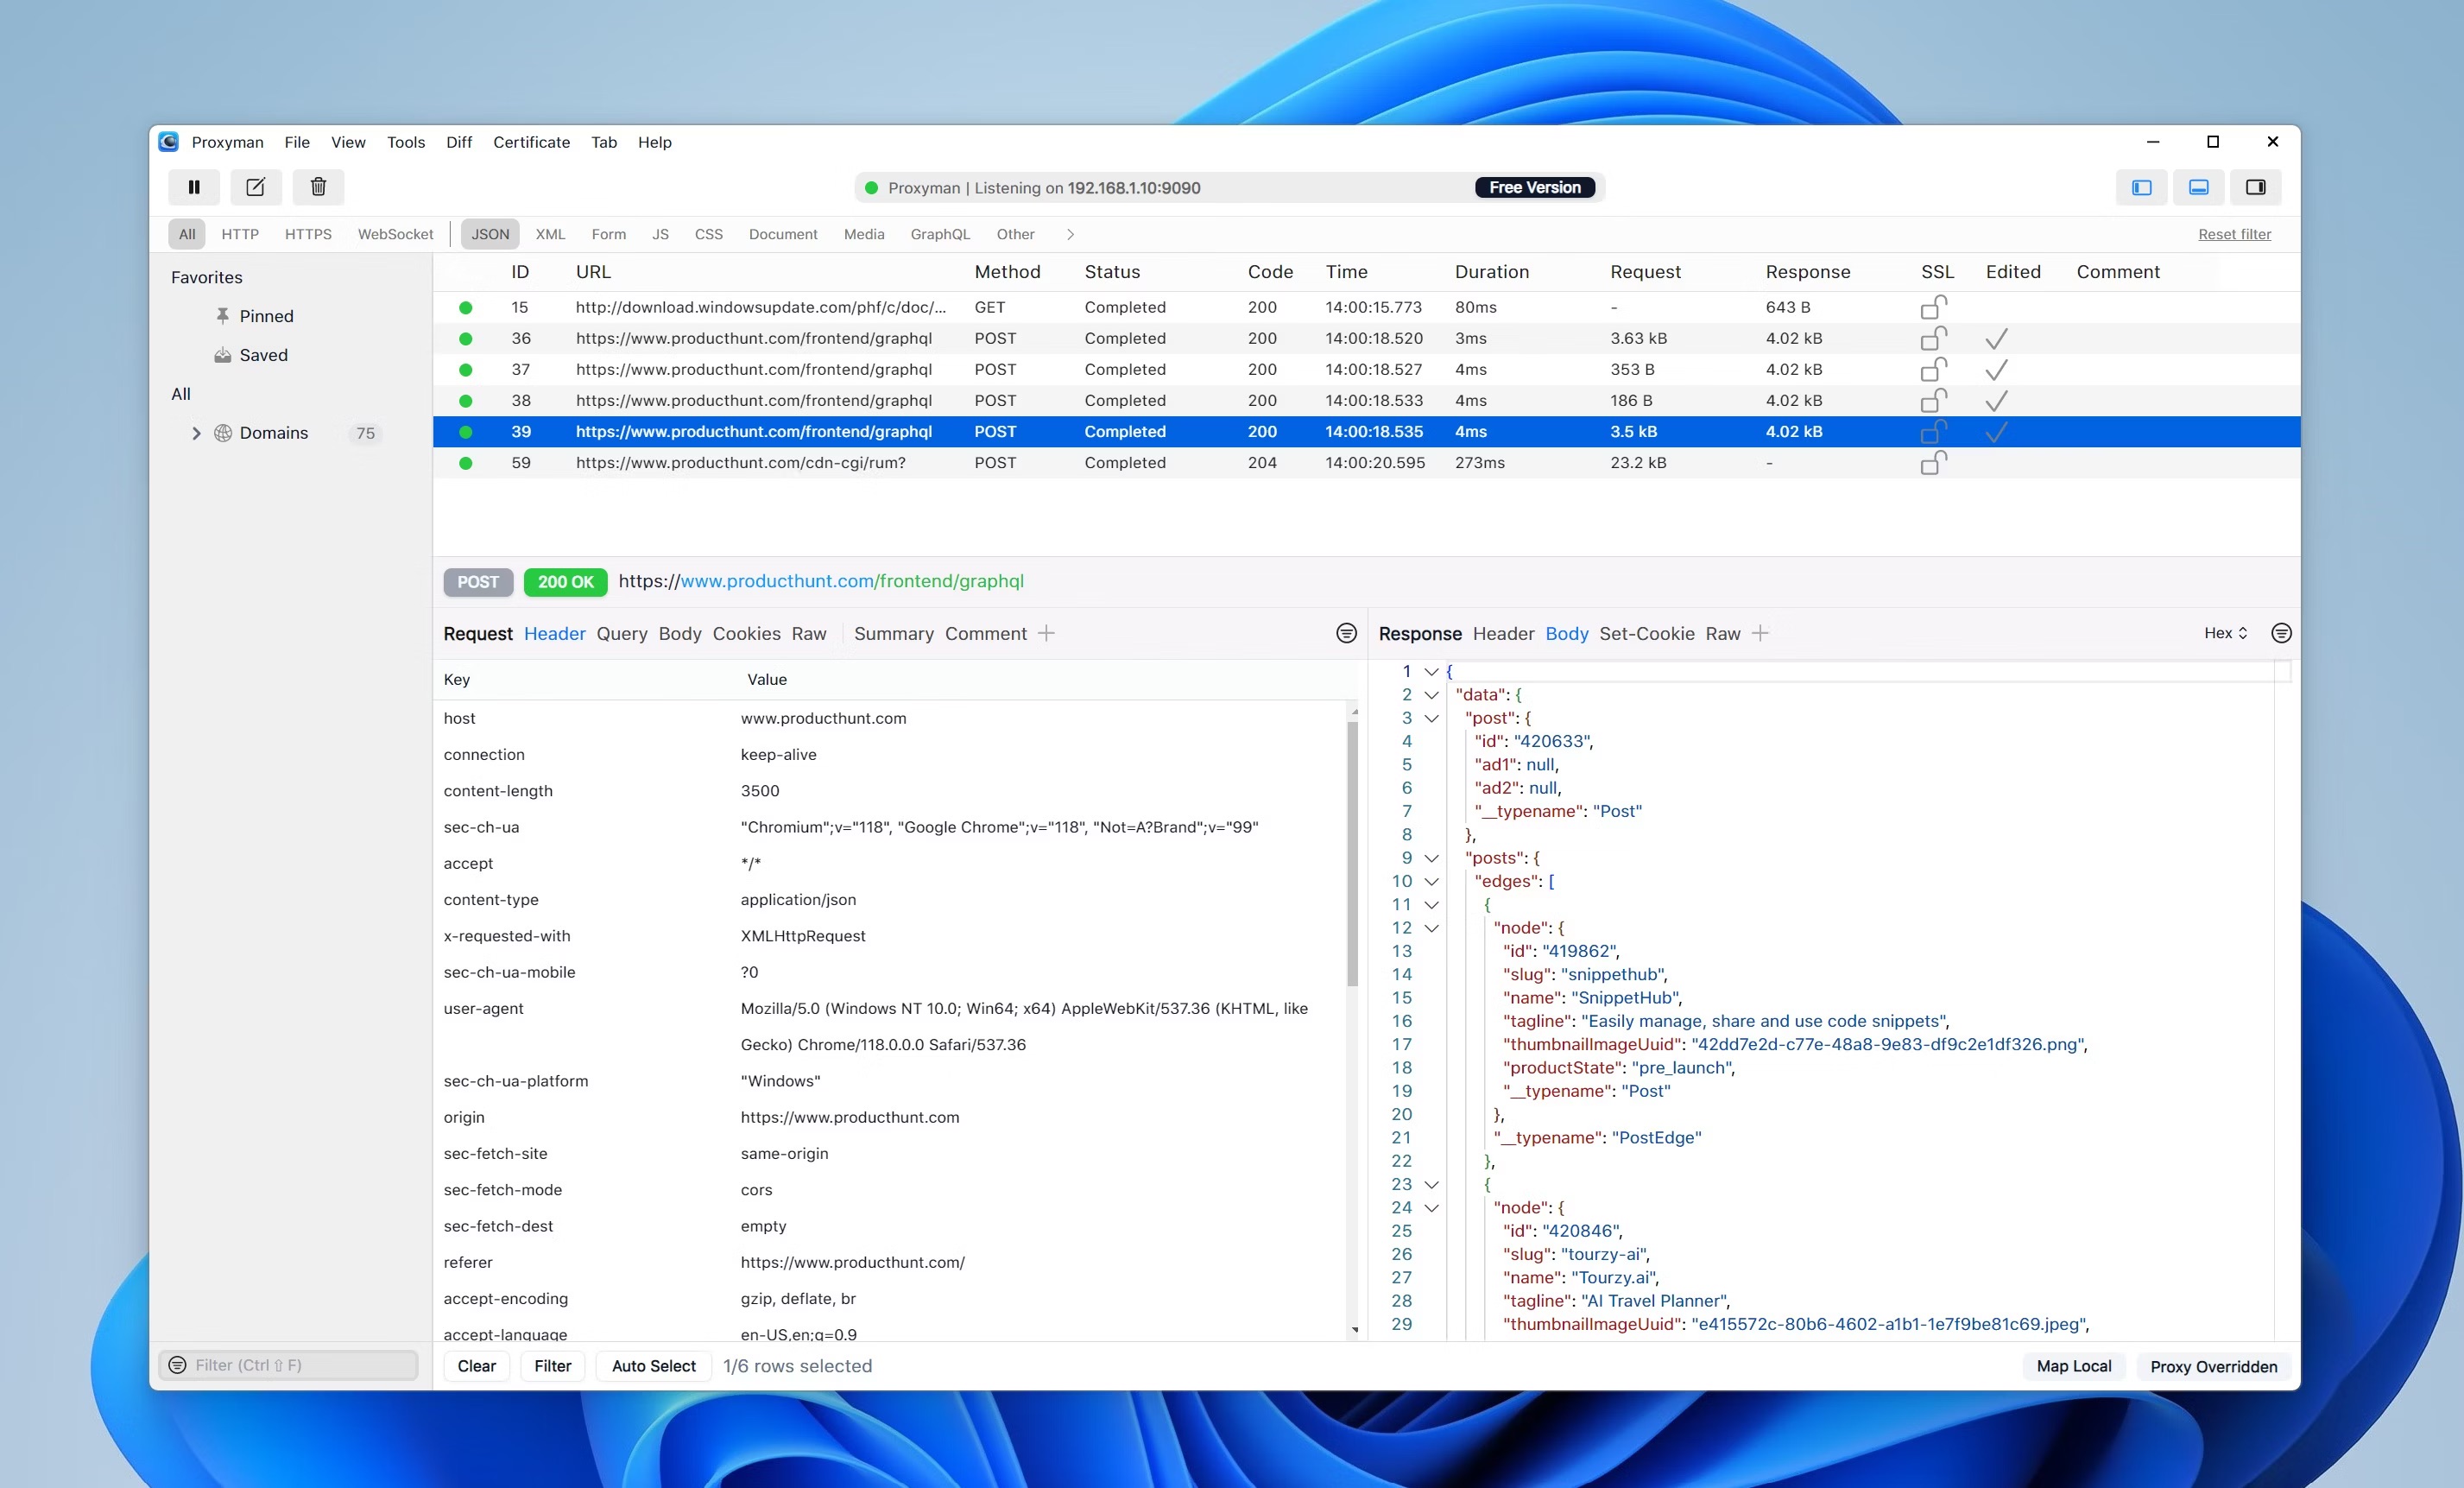 Proxyman File View Tools Diff Certificate Tab Help
Proxyman | Listening on 192.168.1.10:9090 Free Version
All HTTP HTTPS WebSocket JSON XML Form JS CSS Document Media GraphQL Other Reset filter
Favorites
Pinned
Saved
All
Domains 75
Filter (Ctrl ⇧ F)
ID URL Method Status Code Time Duration Request Response SSL Edited Comment
15 http://download.windowsupdate.com/phf/c/doc/... GET Completed 200 14:00:15.773 80ms - 643 B
36 https://www.producthunt.com/frontend/graphql POST Completed 200 14:00:18.520 3ms 3.63 kB 4.02 kB
37 https://www.producthunt.com/frontend/graphql POST Completed 200 14:00:18.527 4ms 353 B 4.02 kB
38 https://www.producthunt.com/frontend/graphql POST Completed 200 14:00:18.533 4ms 186 B 4.02 kB
39 https://www.producthunt.com/frontend/graphql POST Completed 200 14:00:18.535 4ms 3.5 kB 4.02 kB
59 https://www.producthunt.com/cdn-cgi/rum? POST Completed 204 14:00:20.595 273ms 23.2 kB -
POST 200 OK https://www.producthunt.com/frontend/graphql
Request Header Query Body Cookies Raw Summary Comment +
Key Value
host www.producthunt.com
connection keep-alive
content-length 3500
sec-ch-ua "Chromium";v="118", "Google Chrome";v="118", "Not=A?Brand";v="99"
accept */*
content-type application/json
x-requested-with XMLHttpRequest
sec-ch-ua-mobile ?0
user-agent Mozilla/5.0 (Windows NT 10.0; Win64; x64) AppleWebKit/537.36 (KHTML, like
Gecko) Chrome/118.0.0.0 Safari/537.36
sec-ch-ua-platform "Windows"
origin https://www.producthunt.com
sec-fetch-site same-origin
sec-fetch-mode cors
sec-fetch-dest empty
referer https://www.producthunt.com/
accept-encoding gzip, deflate, br
accept-language en-US,en;q=0.9
Response Header Body Set-Cookie Raw + Hex
1 {
2 "data": {
3 "post": {
4 "id": "420633",
5 "ad1": null,
6 "ad2": null,
7 "__typename": "Post"
8 },
9 "posts": {
10 "edges": [
11 {
12 "node": {
13 "id": "419862",
14 "slug": "snippethub",
15 "name": "SnippetHub",
16 "tagline": "Easily manage, share and use code snippets",
17 "thumbnailImageUuid": "42dd7e2d-c77e-48a8-9e83-df9c2e1df326.png",
18 "productState": "pre_launch",
19 "__typename": "Post"
20 },
21 "__typename": "PostEdge"
22 },
23 {
24 "node": {
25 "id": "420846",
26 "slug": "tourzy-ai",
27 "name": "Tourzy.ai",
28 "tagline": "AI Travel Planner",
29 "thumbnailImageUuid": "e415572c-80b6-4602-a1b1-1e7f9be81c69.jpeg",
Clear Filter Auto Select 1/6 rows selected Map Local Proxy Overridden